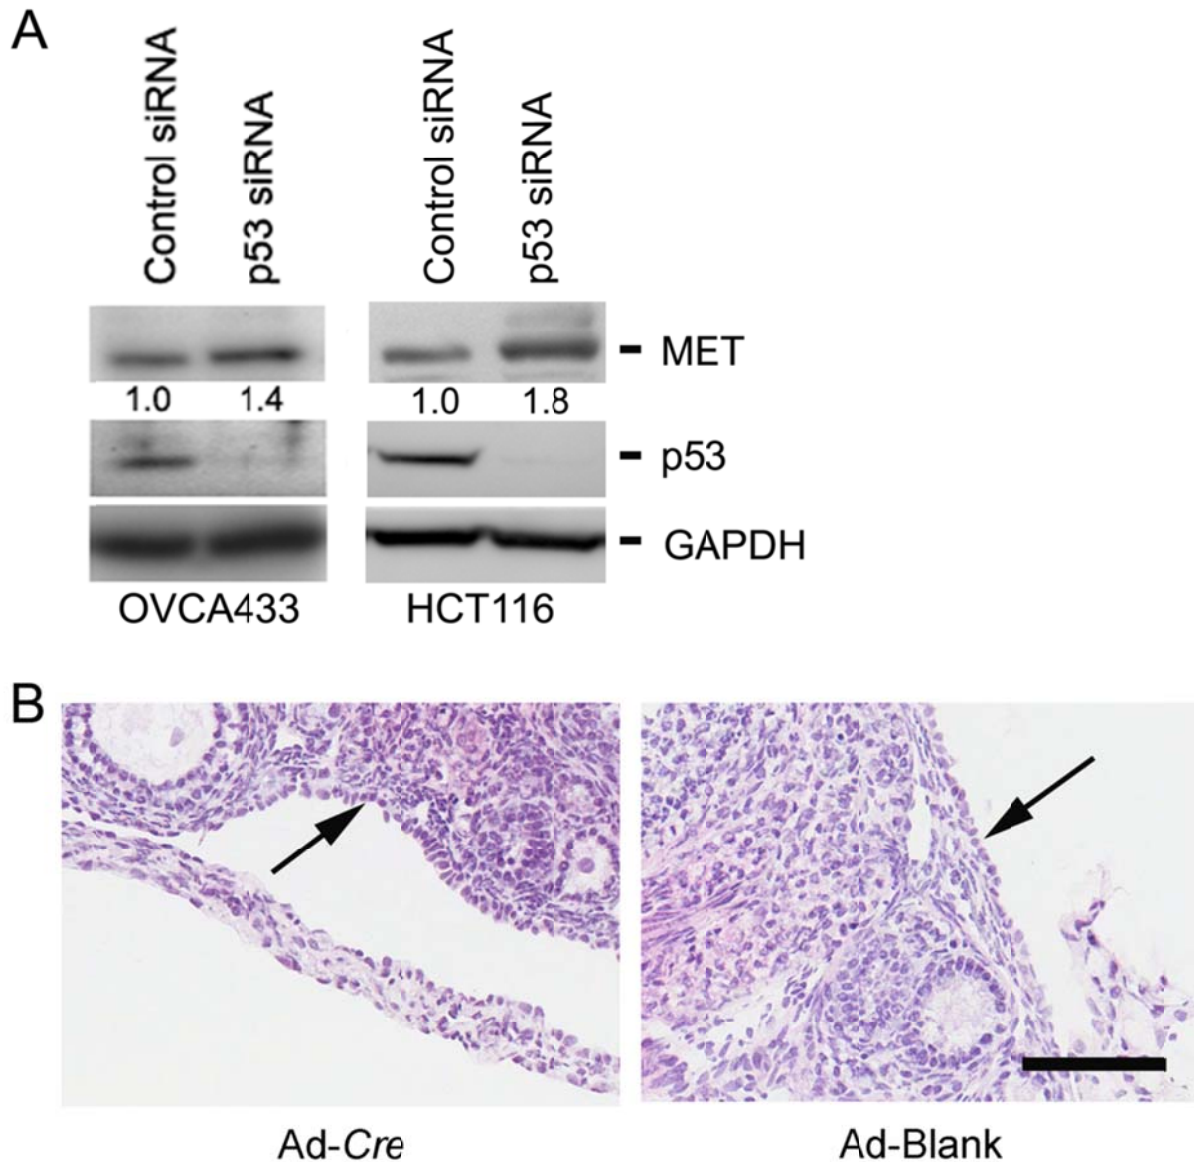 A
Control siRNA
p53 siRNA
Control siRNA
p53 siRNA
MET
1.0
1.4
1.0
1.8
p53
GAPDH
OVCA433
HCT116
B
Ad-Cre
Ad-Blank